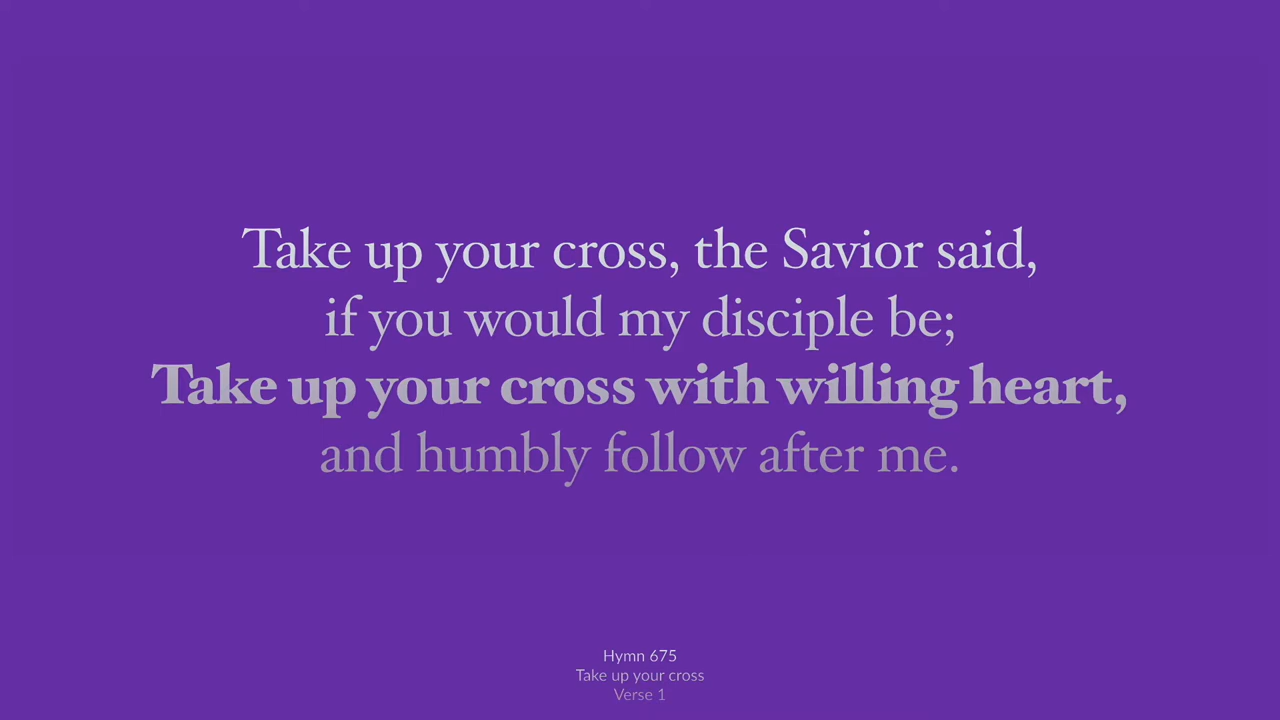 Take up your cross, the Savior said,
if you would my disciple be;
Take up your cross with willing heart,
and humbly follow after me.
Hymn 675
Take up your cross
Verse 1